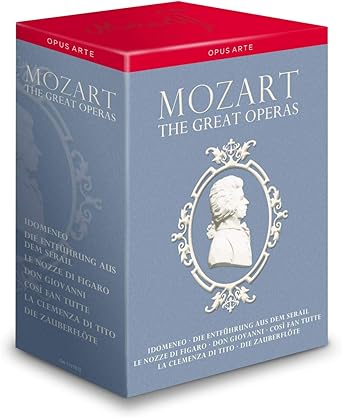 OPUS ARTE
MOZART
THE GREAT OPERAS
IDOMENEO
DIE ENTFÜHRUNG AUS
DEM SERAIL
LE NOZZE DI FIGARO
DON GIOVANNI
COSÌ FAN TUTTE
LA CLEMENZA DI TITO
DIE ZAUBERFLÖTE
OPUS ARTE
MOZART
THE GREAT OPERAS
IDOMENEO · DIE ENTFÜHRUNG AUS DEM SERAIL
LE NOZZE DI FIGARO · DON GIOVANNI · COSÌ FAN TUTTE
LA CLEMENZA DI TITO · DIE ZAUBERFLÖTE